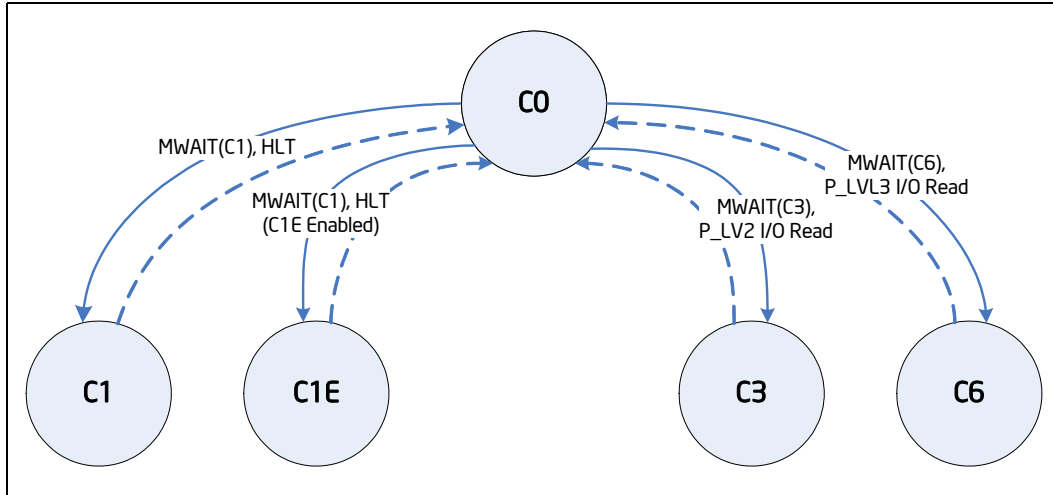 C0
MWAIT(C1), HLT
MWAIT(C1), HLT
(C1E Enabled)
MWAIT(C3),
P_LV2 I/O Read
MWAIT(C6),
P_LVL3 I/O Read
C1
C1E
C3
C6